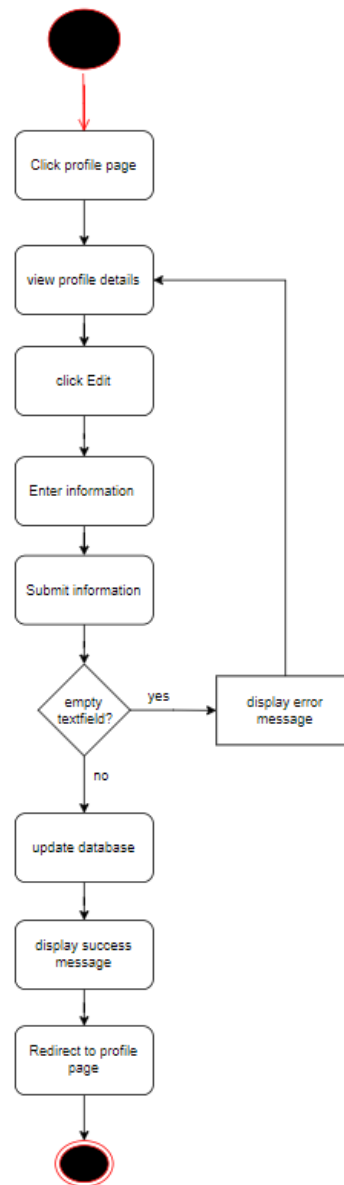 Click profile page
view profile details
click Edit
Enter information
Submit information
empty
textfield?
yes
display error
message
no
update database
display success
message
Redirect to profile
page